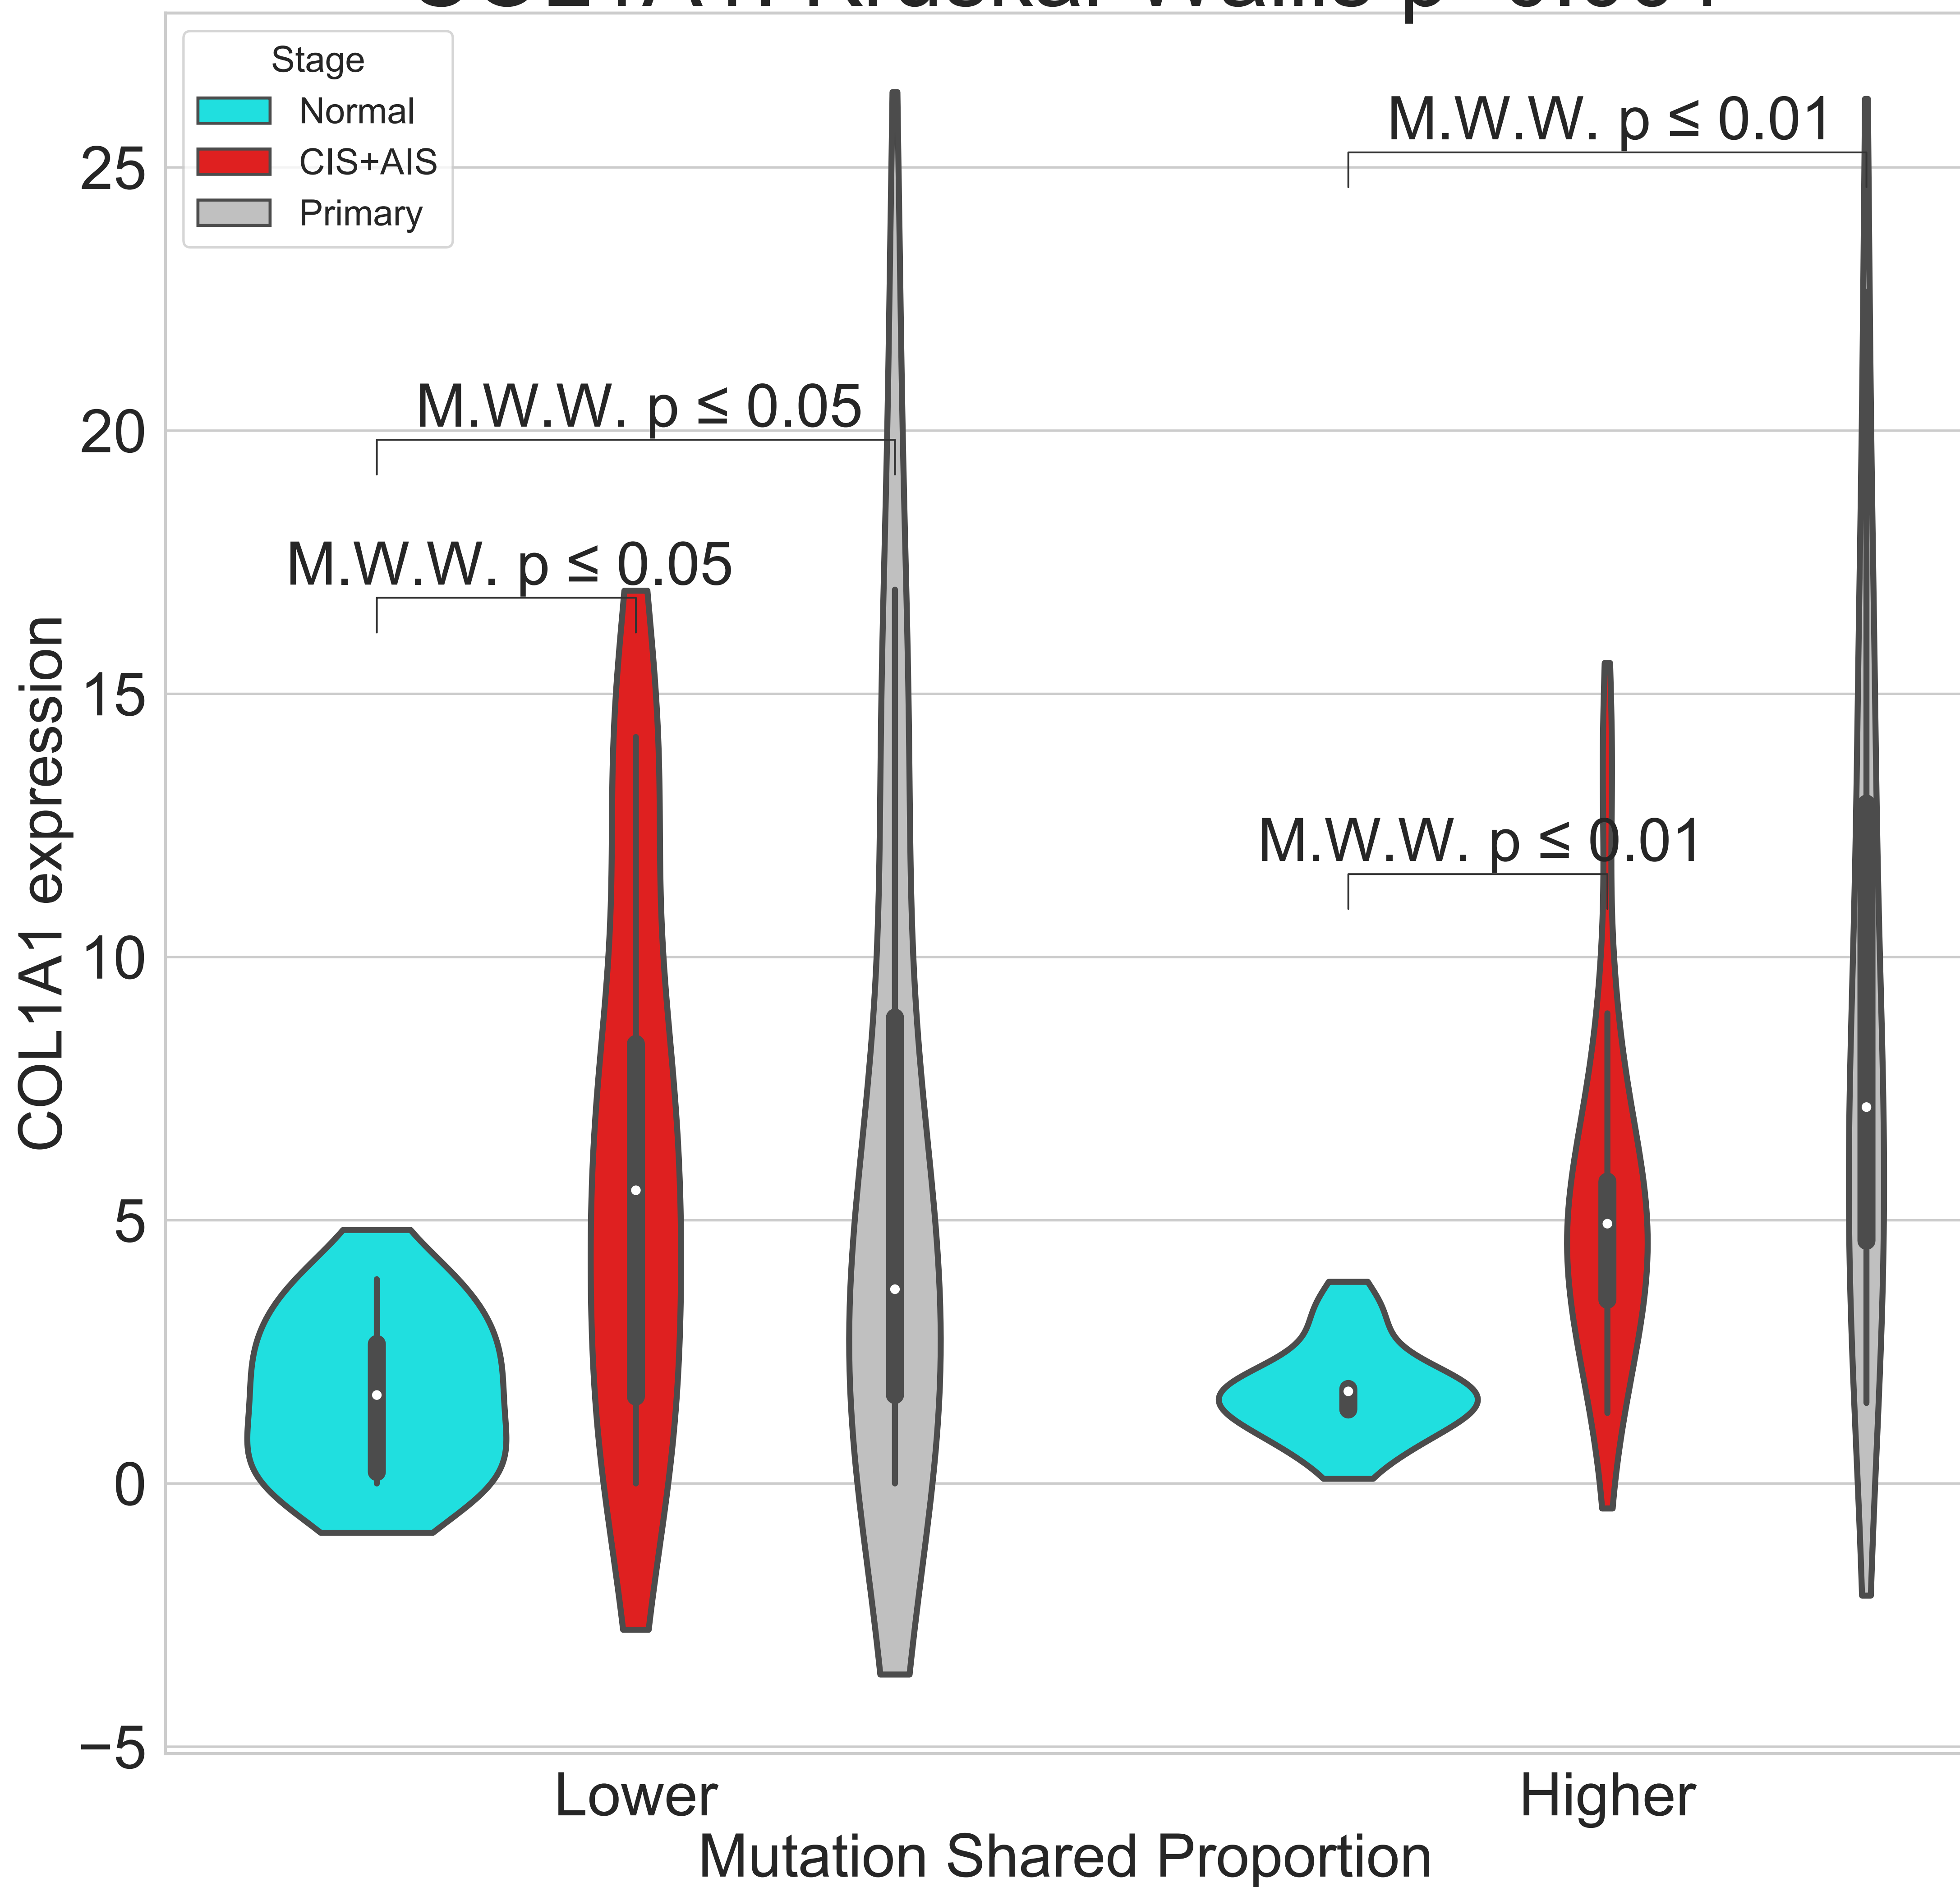 Stage
Normal
CIS+AIS
Primary
M.W.W. p ≤ 0.01
M.W.W. p ≤ 0.05
M.W.W. p ≤ 0.05
M.W.W. p ≤ 0.01
COL1A1 expression
25
20
15
10
5
0
−5
Lower
Higher
Mutation Shared Proportion